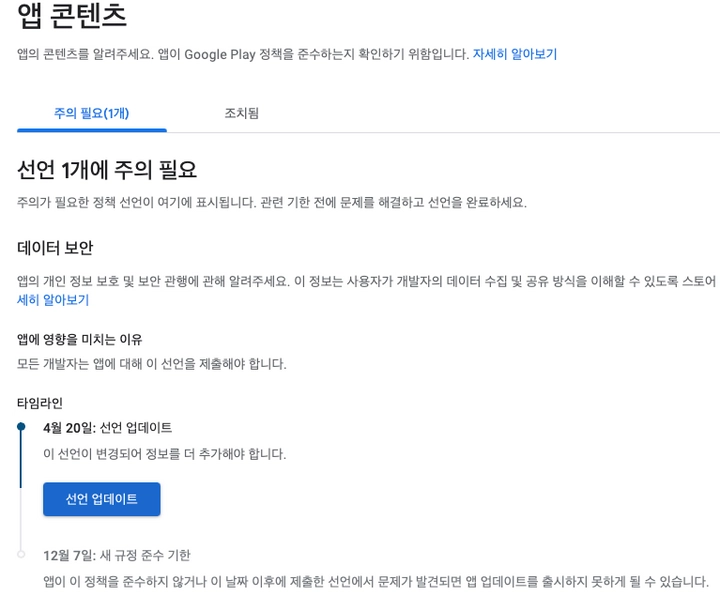 앱 콘텐츠
앱의 콘텐츠를 알려주세요. 앱이 Google Play 정책을 준수하는지 확인하기 위함입니다. 자세히 알아보기
주의 필요(1개)
조치됨
선언 1개에 주의 필요
주의가 필요한 정책 선언이 여기에 표시됩니다. 관련 기한 전에 문제를 해결하고 선언을 완료하세요.
데이터 보안
앱의 개인 정보 보호 및 보안 관행에 관해 알려주세요. 이 정보는 사용자가 개발자의 데이터 수집 및 공유 방식을 이해할 수 있도록 스토어
세히 알아보기
앱에 영향을 미치는 이유
모든 개발자는 앱에 대해 이 선언을 제출해야 합니다.
타임라인
4월 20일: 선언 업데이트
이 선언이 변경되어 정보를 더 추가해야 합니다.
선언 업데이트
12월 7일: 새 규정 준수 기한
앱이 이 정책을 준수하지 않거나 이 날짜 이후에 제출한 선언에서 문제가 발견되면 앱 업데이트를 출시하지 못하게 될 수 있습니다.